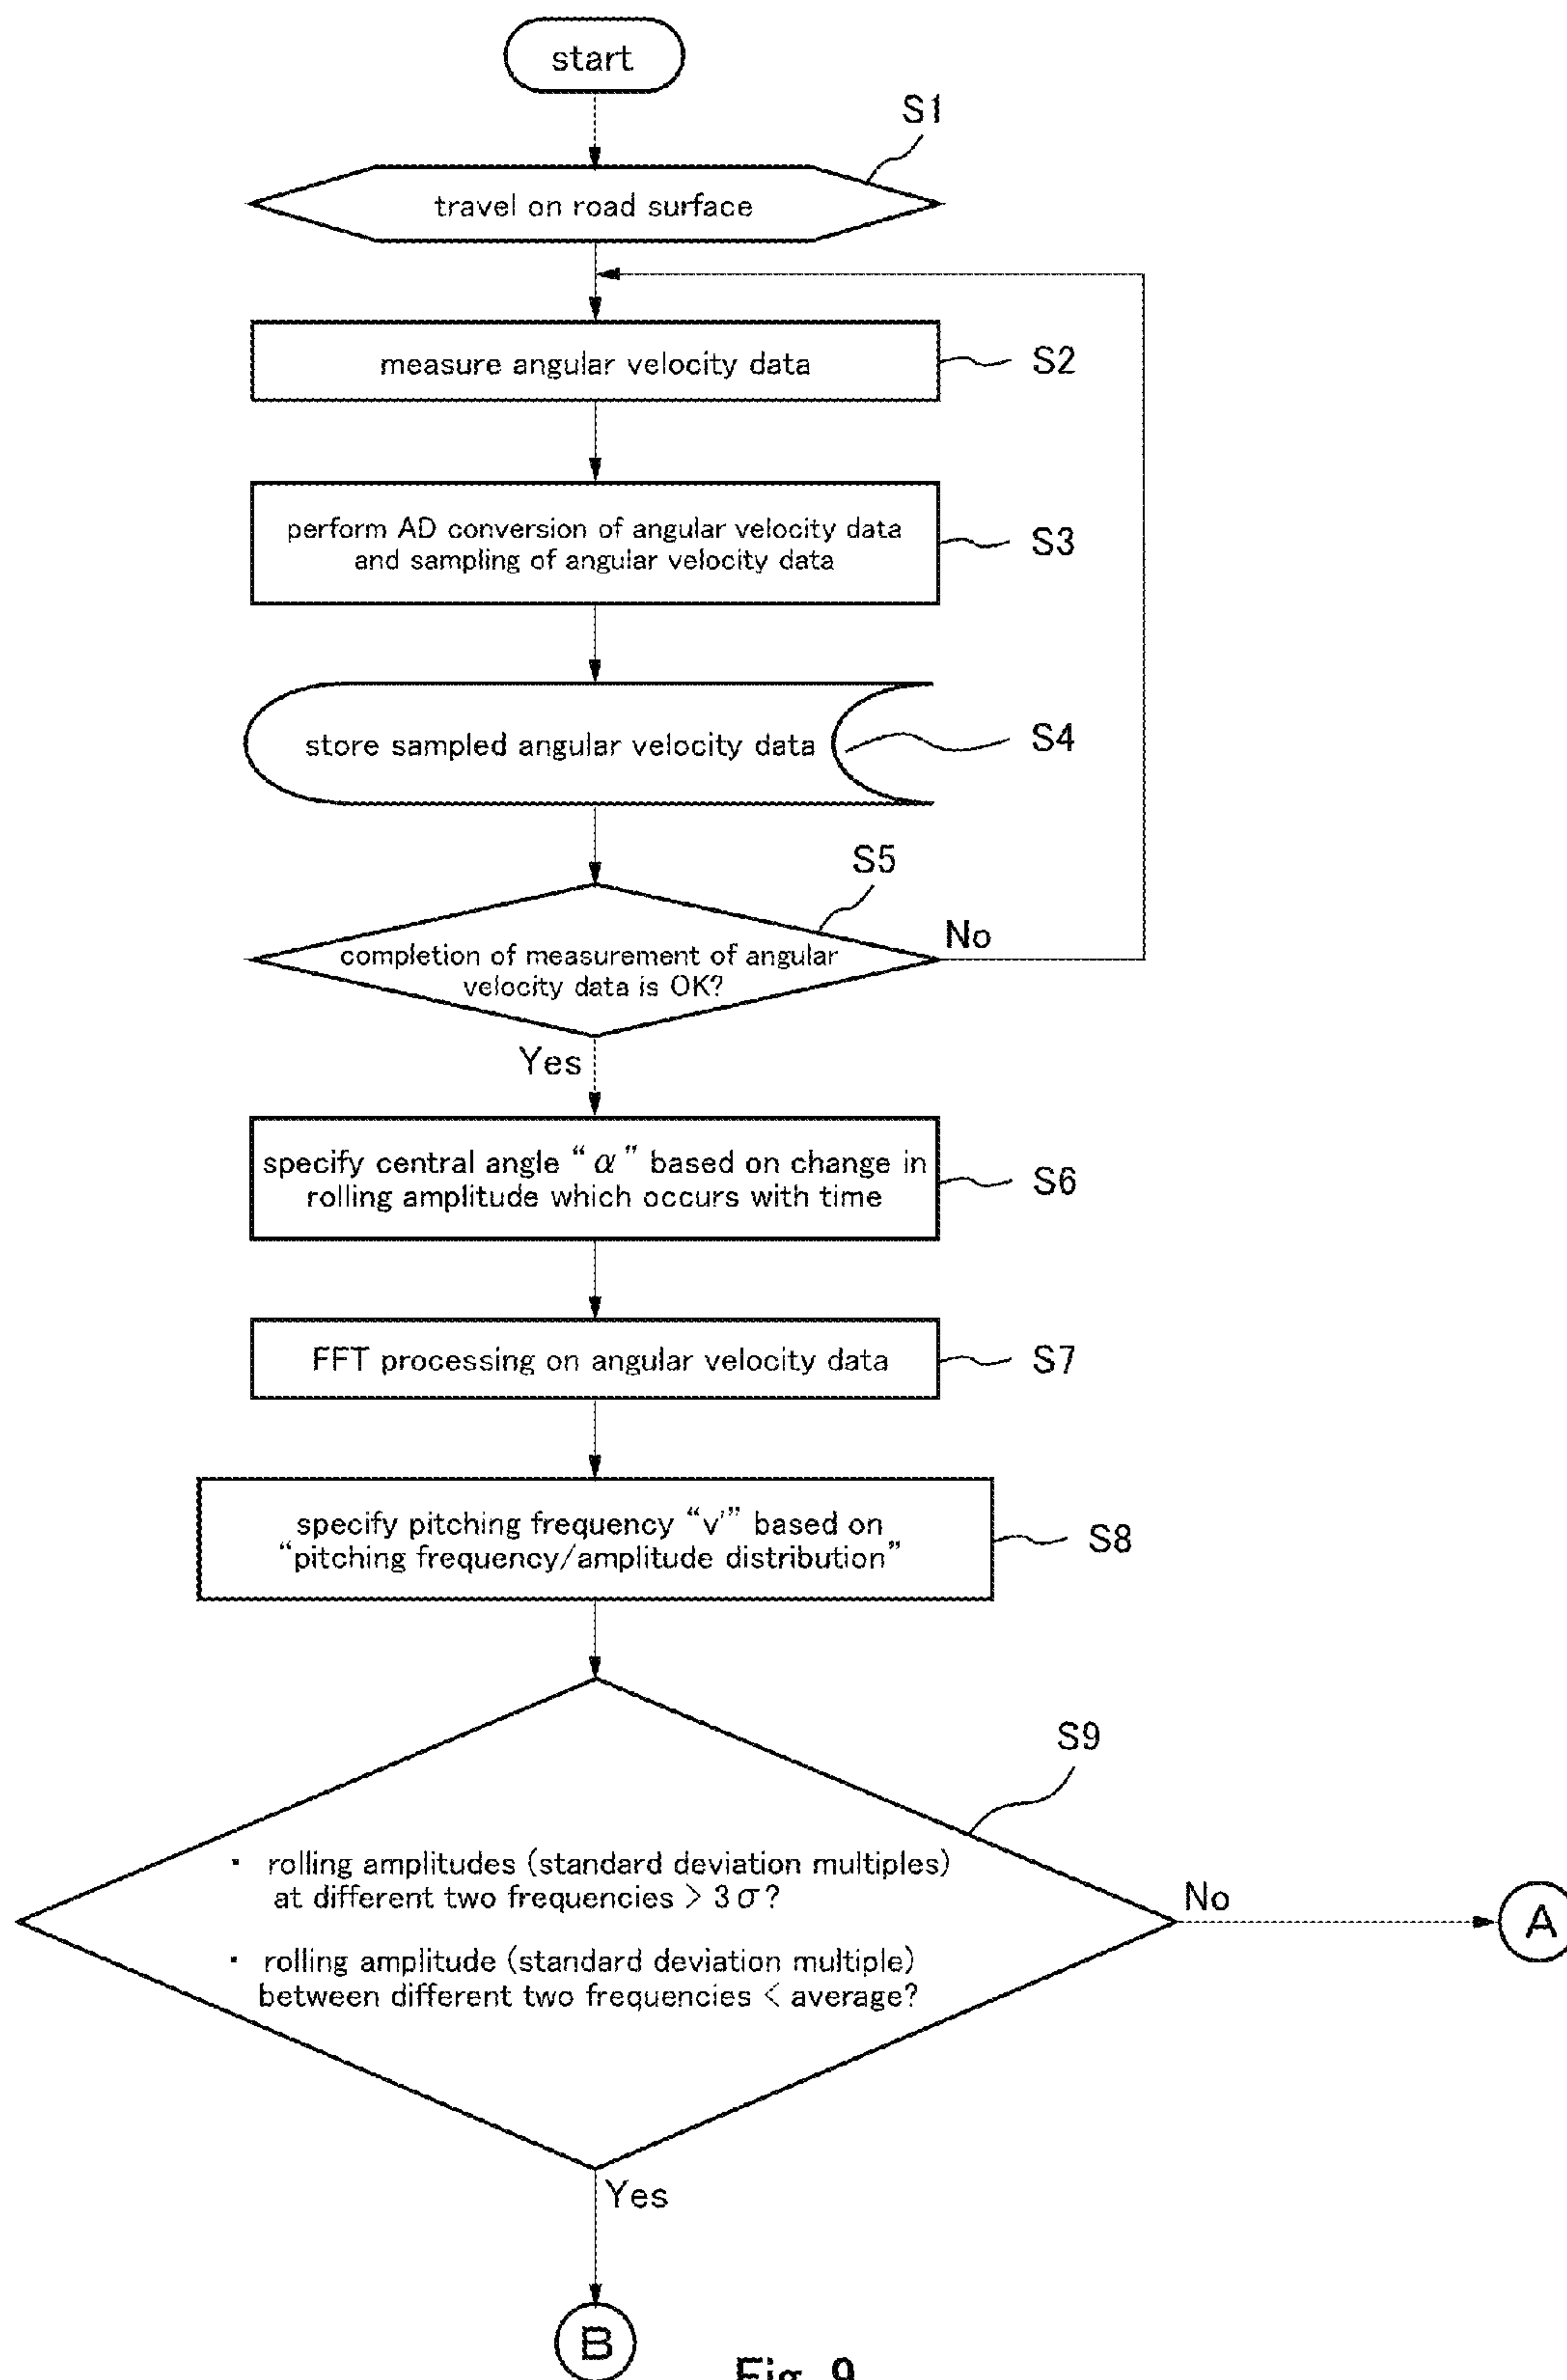 start
S1
travel on road surface
measure angular velocity data
S2
perform AD conversion of angular velocity data
and sampling of angular velocity data
S3
store sampled angular velocity data
S4
S5
completion of measurement of angular
velocity data is OK?
No
Yes
specify central angle “α” based on change in
rolling amplitude which occurs with time
S6
FFT processing on angular velocity data
S7
specify pitching frequency “v'” based on
“pitching frequency/amplitude distribution”
S8
S9
・ rolling amplitudes (standard deviation multiples)
at different two frequencies > 3σ?
・ rolling amplitude (standard deviation multiple)
between different two frequencies < average?
No
A
Yes
B
Fig. 9